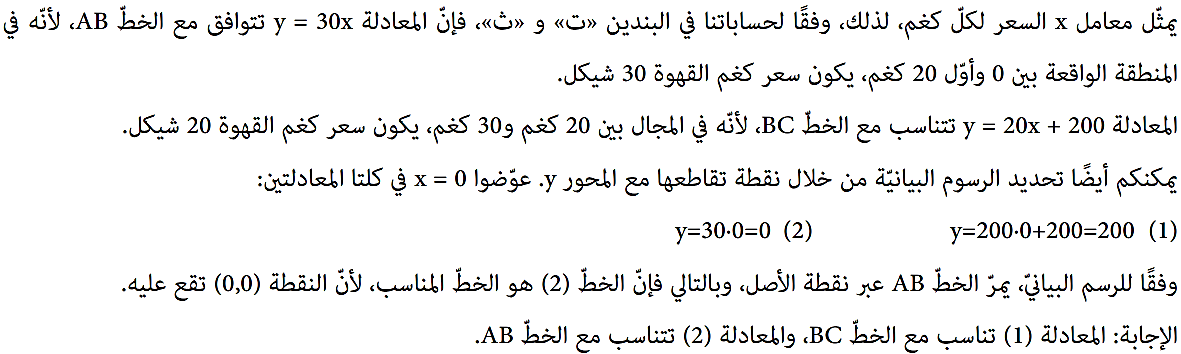 يمثّل معامل x السعر لكلّ كغم، لذلك، وفقًا لحساباتنا في البندين «ت» و «ث»، فإنّ المعادلة y = 30x تتوافق مع الخطّ AB، لأنّه في
المنطقة الواقعة بين 0 وأوّل 20 كغم، يكون سعر كغم القهوة 30 شيكل.
المعادلة y = 20x + 200 تتناسب مع الخطّ BC، لأنّه في المجال بين 20 كغم و30 كغم، يكون سعر كغم القهوة 20 شيكل.
يمكنكم أيضًا تحديد الرسوم البيانيّة من خلال نقطة تقاطعها مع المحور y. عوّضوا x = 0 في كلتا المعادلتين:
(1) y=200·0+200=200 (2) y=30·0=0
وفقًا للرسم البيانيّ، يمرّ الخطّ AB عبر نقطة الأصل، وبالتالي فإنّ الخطّ (2) هو الخطّ المناسب، لأنّ النقطة (0,0) تقع عليه.
الإجابة: المعادلة (1) تناسب مع الخطّ BC، والمعادلة (2) تتناسب مع الخطّ AB.